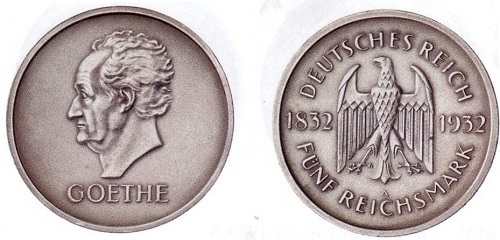 GOETHE
DEUTSCHES REICH
1832 1932
A
FÜNF REICHSMARK